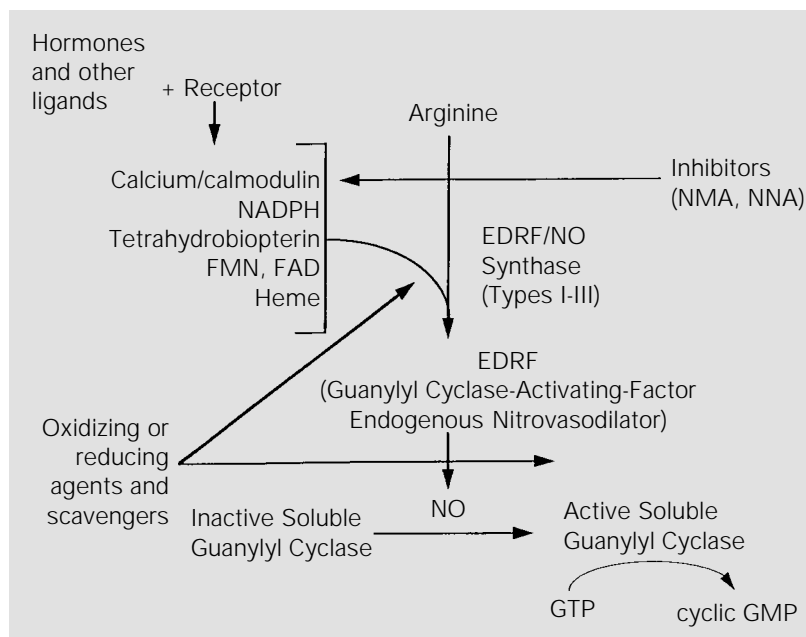 Hormones
and other
ligands
+ Receptor
Arginine
Calcium/calmodulin
NADPH
Tetrahydrobiopterin
FMN, FAD
Heme
Inhibitors
(NMA, NNA)
EDRF/NO
Synthase
(Types I-III)
EDRF
(Guanylyl Cyclase-Activating-Factor
Endogenous Nitrovasodilator)
Oxidizing or
reducing
agents and
scavengers
NO
Inactive Soluble
Guanylyl Cyclase
Active Soluble
Guanylyl Cyclase
GTP
cyclic GMP